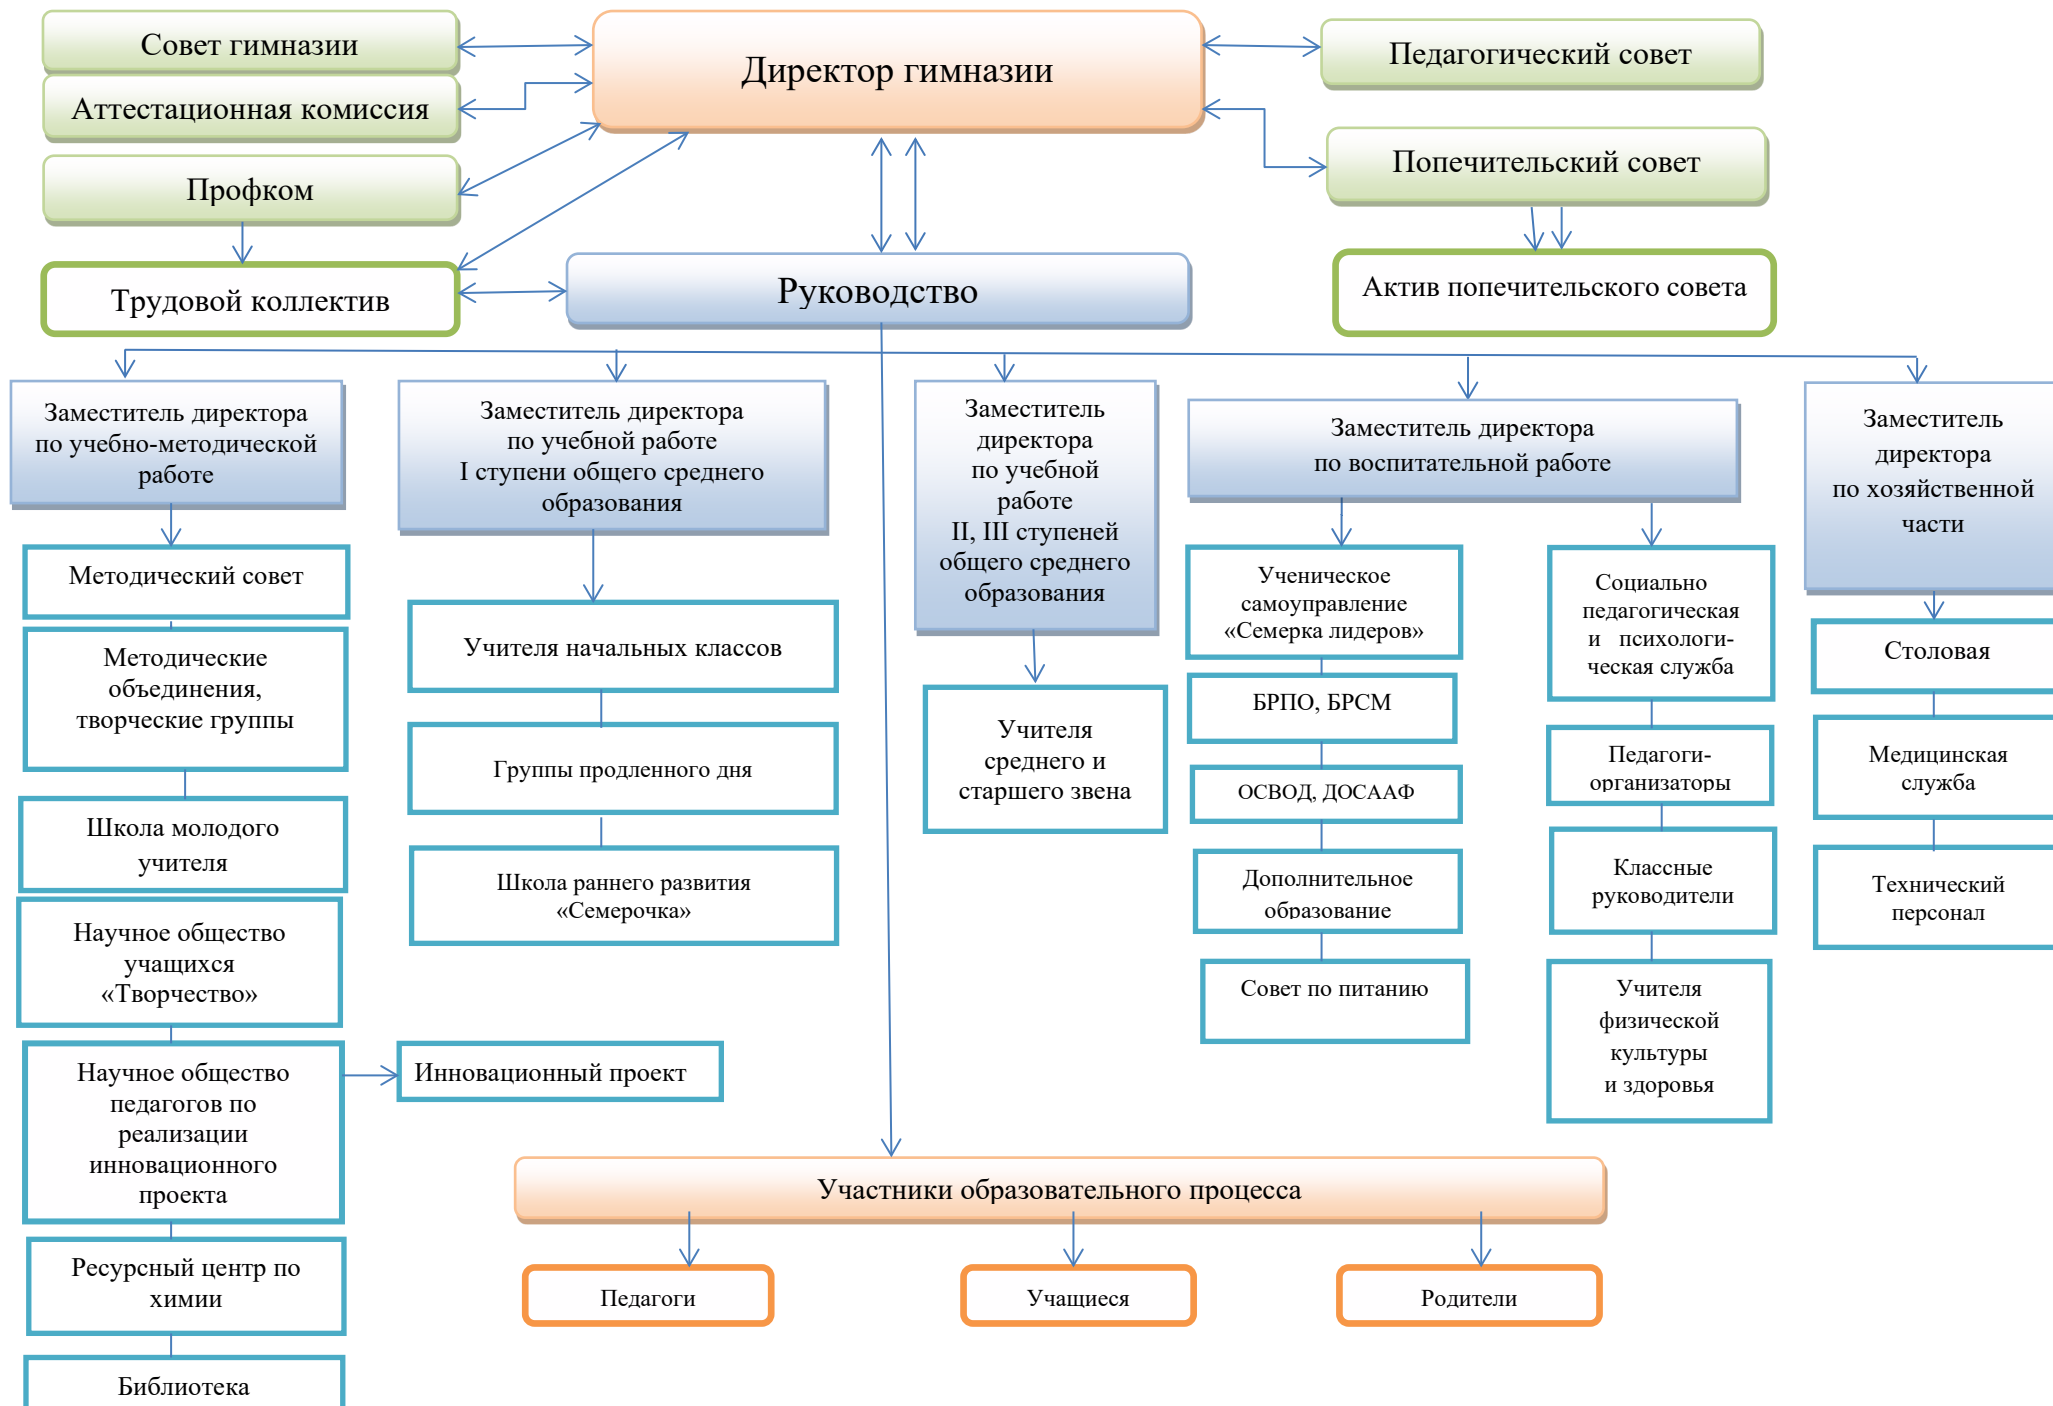 Совет гимназии
Директор гимназии
Педагогический совет
Аттестационная комиссия
Попечительский совет
Профком
Трудовой коллектив
Руководство
Актив попечительского совета
Заместитель директора
по учебно-методической
работе
Заместитель директора
по учебной работе
I ступени общего среднего
образования
Заместитель
директора
по учебной
работе
II, III ступеней
общего среднего
образования
Заместитель директора
по воспитательной работе
Заместитель
директора
по хозяйственной
части
Методический совет
Методические
объединения,
творческие группы
Школа молодого
учителя
Научное общество
учащихся
«Творчество»
Научное общество
педагогов по
реализации
инновационного
проекта
Инновационный проект
Ресурсный центр по
химии
Библиотека
Учителя начальных классов
Группы продленного дня
Школа раннего развития
«Семерочка»
Учителя
среднего и
старшего звена
Ученическое
самоуправление
«Семерка лидеров»
БРПО, БРСМ
ОСВОД, ДОСААФ
Дополнительное
образование
Совет по питанию
Социально
педагогическая
и психологи-
ческая служба
Педагоги-
организаторы
Классные
руководители
Учителя
физической
культуры
и здоровья
Столовая
Медицинская
служба
Технический
персонал
Участники образовательного процесса
Педагоги
Учащиеся
Родители